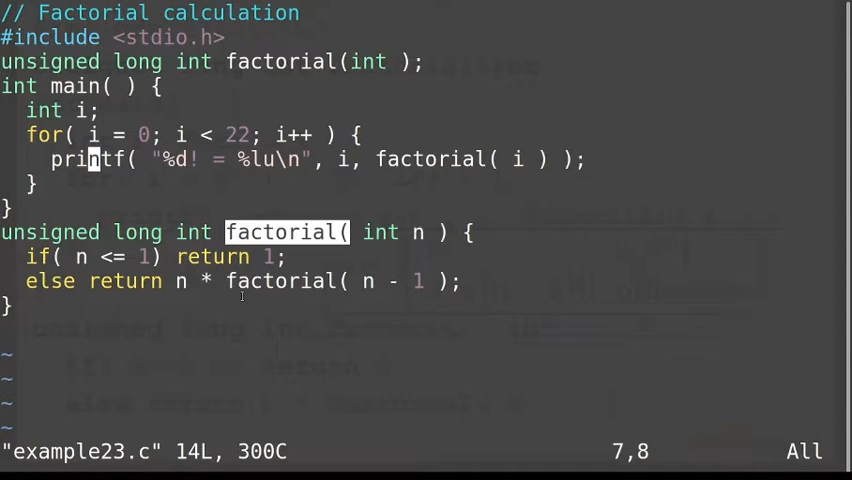 // Factorial calculation
#include <stdio.h>
unsigned long int factorial(int );
int main( ) {
  int i;
  for( i = 0; i < 22; i++ ) {
    printf( "%d! = %lu\n", i, factorial( i ) );
  }
}
unsigned long int factorial( int n ) {
  if( n <= 1) return 1;
  else return n * factorial( n - 1 );
}
~
~
~
~
"example23.c" 14L, 300C 7,8 All